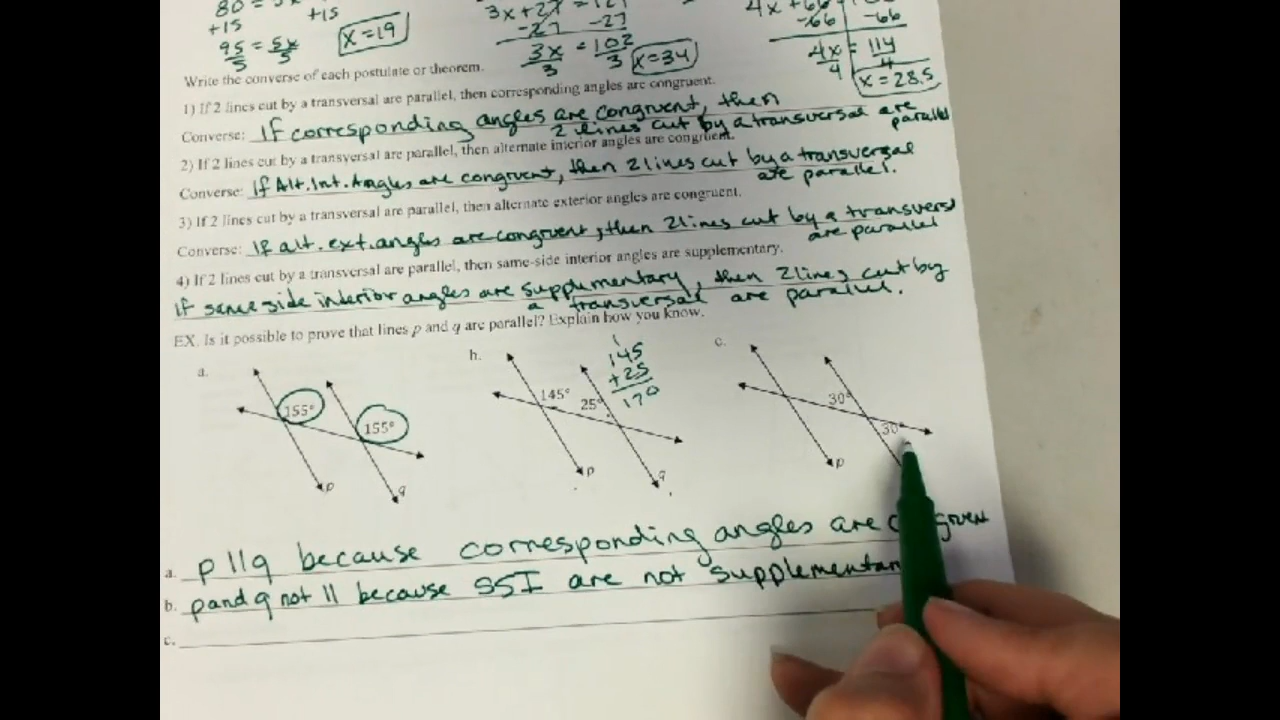 80 =
+15 +15
95/5 = 5x/5 x=19
3x+27 = 121
-27 -27
3x/3 = 102/3 x=34
4x +66
-66 -66
4x/4 = 114/4
x = 28.5
Write the converse of each postulate or theorem.
1) If 2 lines cut by a transversal are parallel, then corresponding angles are congruent.
Converse: If corresponding angles are congruent, then
2 lines cut by a transversal are
parallel
2) If 2 lines cut by a transversal are parallel, then alternate interior angles are congruent.
Converse: If Alt. Int. Angles are congruent, then 2 lines cut by a transversal
are parallel.
3) If 2 lines cut by a transversal are parallel, then alternate exterior angles are congruent.
Converse: If alt. ext. angles are congruent, then 2 lines cut by a transversal
are parallel
4) If 2 lines cut by a transversal are parallel, then same-side interior angles are supplementary.
If same side interior angles are supplementary, then 2 lines cut by
a transversal are parallel.
EX. Is it possible to prove that lines p and q are parallel? Explain how you know.
a.
155°
155°
p
q
b.
145°
25°
p
q
1
145
+25
170
c.
30°
30°
p
a. p||q because corresponding angles are
b. p and q not || because SSI are not
c.